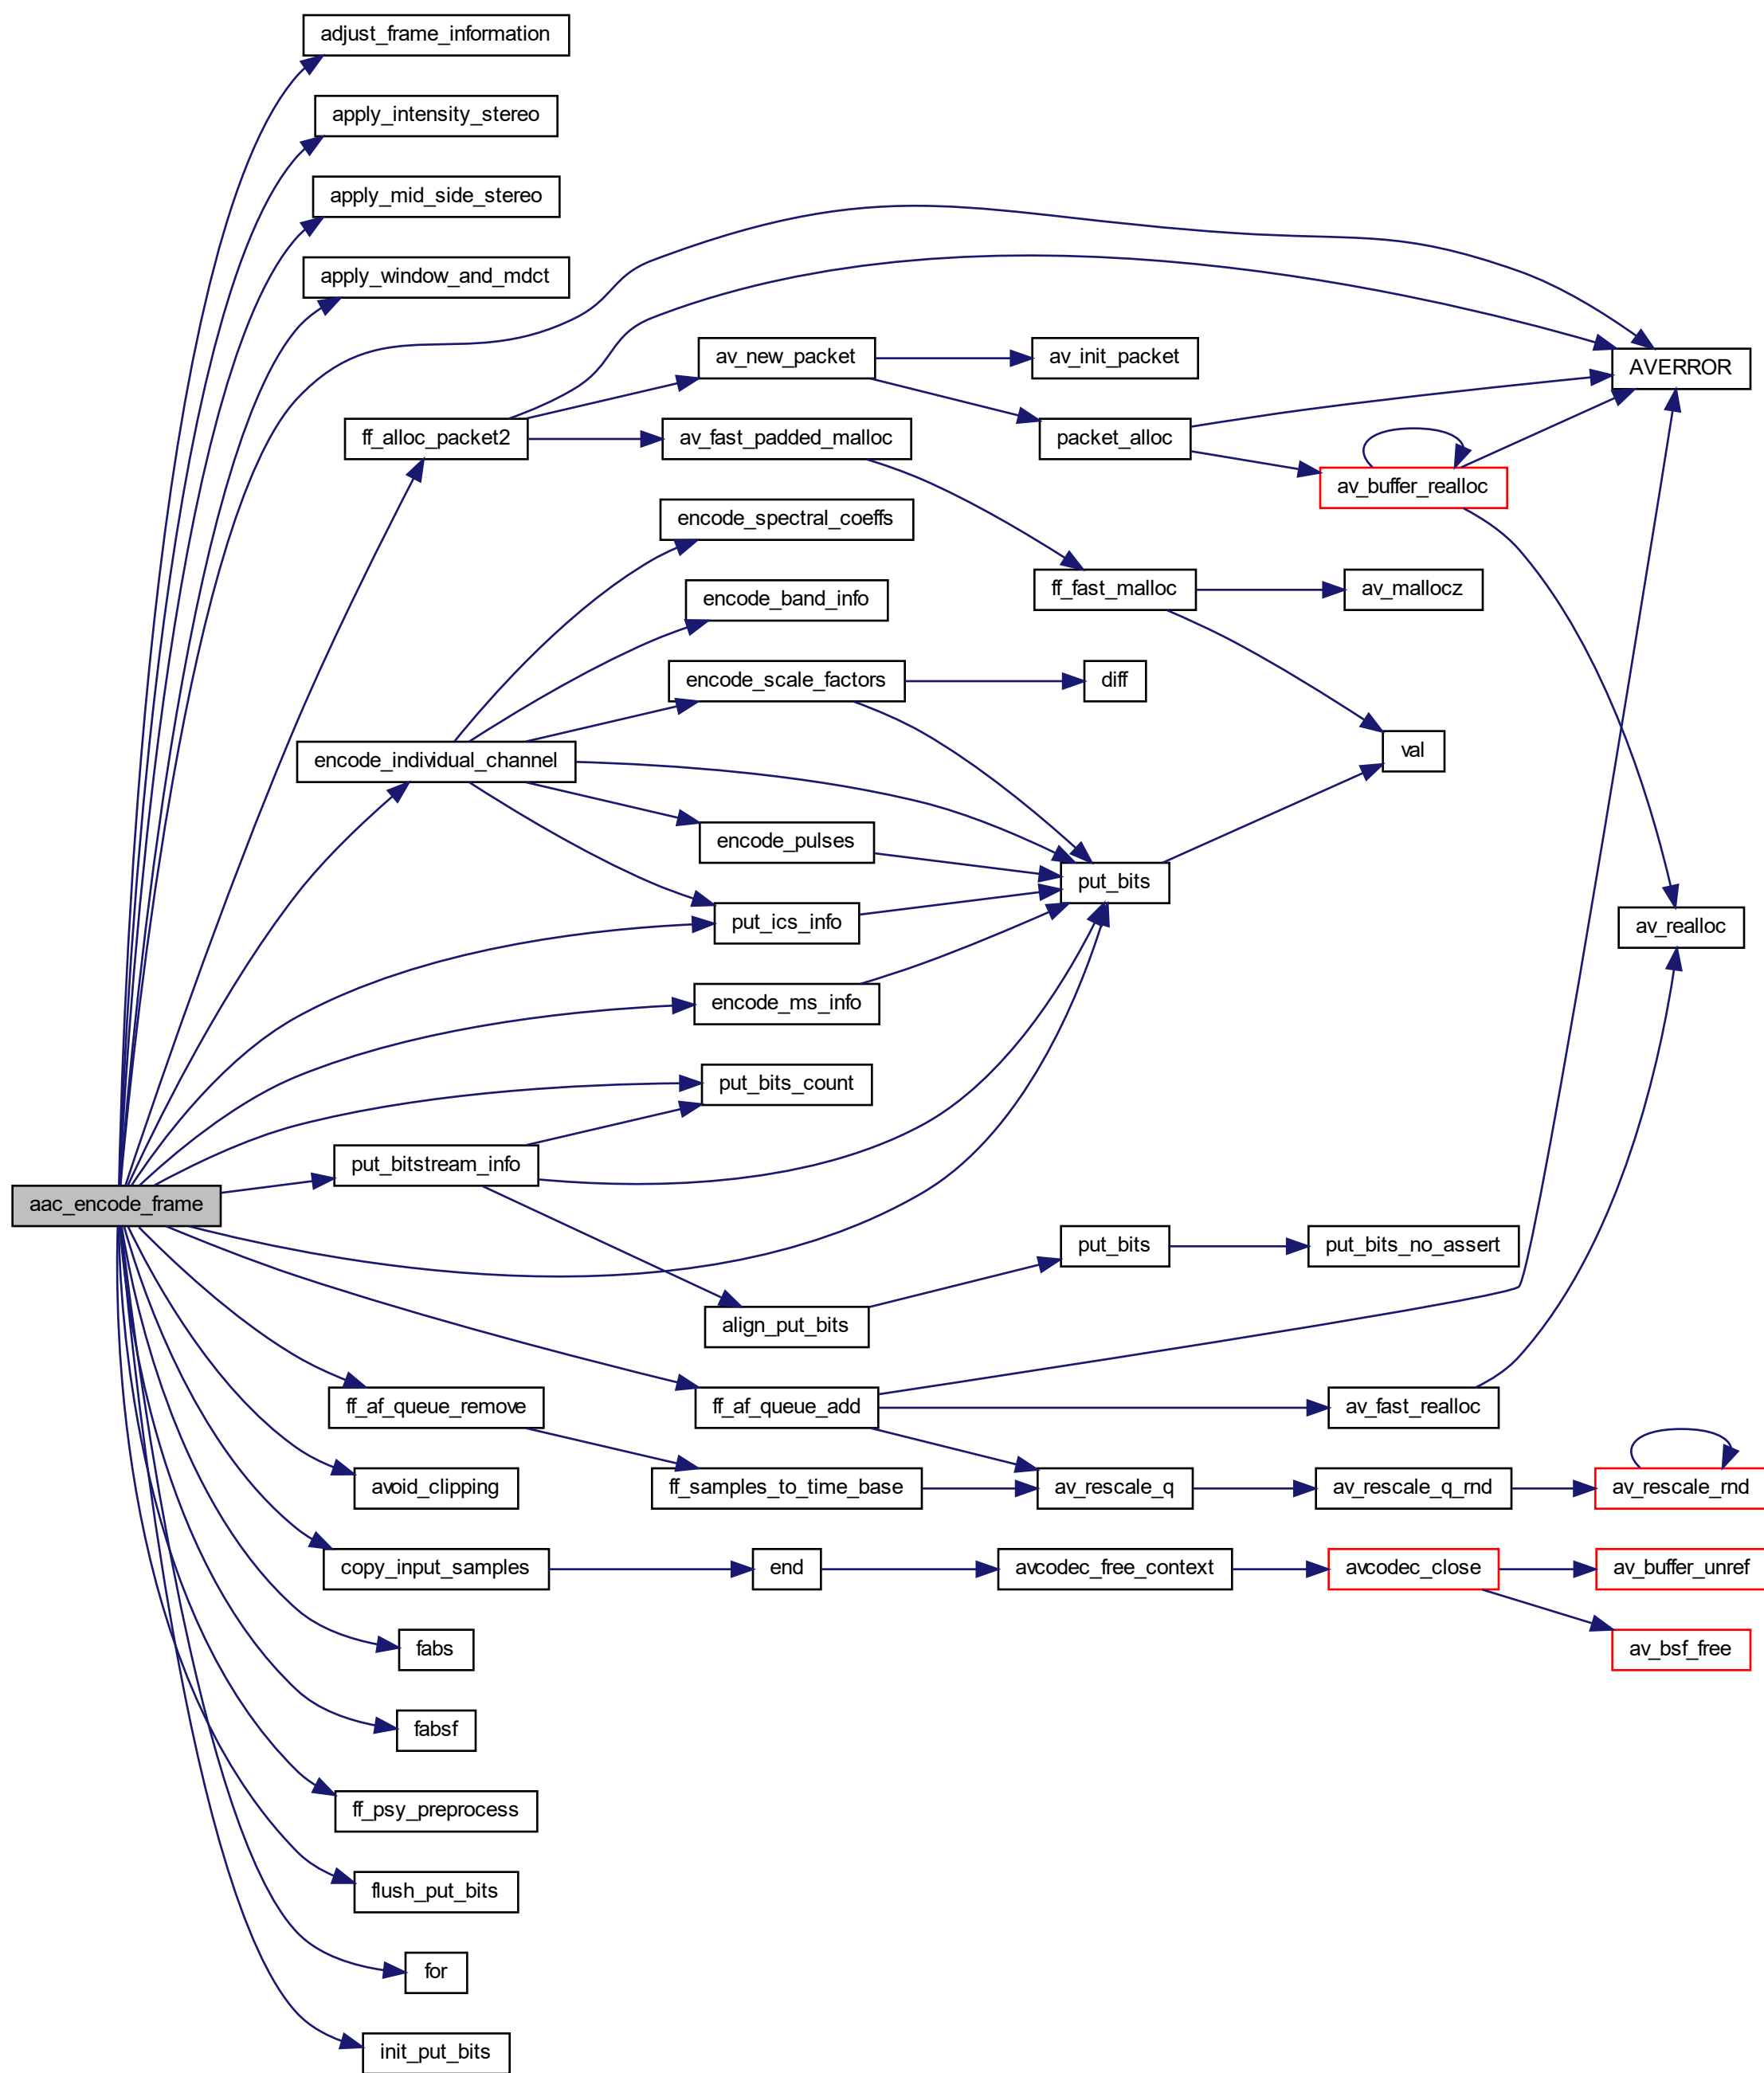 adjust_frame_information
apply_intensity_stereo
apply_mid_side_stereo
apply_window_and_mdct
av_new_packet
av_init_packet
AVERROR
ff_alloc_packet2
av_fast_padded_malloc
packet_alloc
av_buffer_realloc
encode_spectral_coeffs
ff_fast_malloc
av_mallocz
encode_band_info
encode_scale_factors
diff
encode_individual_channel
val
encode_pulses
put_bits
put_ics_info
av_realloc
encode_ms_info
put_bits_count
put_bitstream_info
aac_encode_frame
put_bits
put_bits_no_assert
align_put_bits
ff_af_queue_remove
ff_af_queue_add
av_fast_realloc
avoid_clipping
ff_samples_to_time_base
av_rescale_q
av_rescale_q_rnd
av_rescale_rnd
copy_input_samples
end
avcodec_free_context
avcodec_close
av_buffer_unref
fabs
av_bsf_free
fabsf
ff_psy_preprocess
flush_put_bits
for
init_put_bits